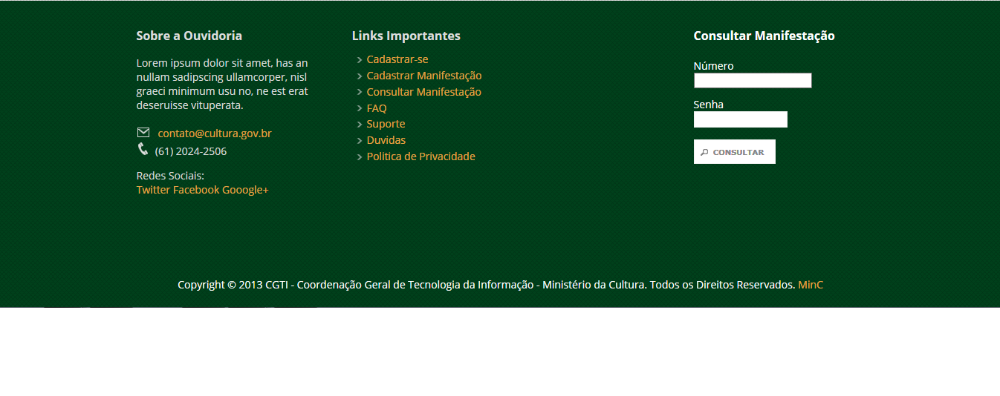 Sobre a Ouvidoria
Lorem ipsum dolor sit amet, has an
nullam sadipscing ullamcorper, nisl
graeci minimum usu no, ne est erat
deseruisse vituperata.
contato@cultura.gov.br
(61) 2024-2506
Redes Sociais:
Twitter Facebook Gooogle+
Links Importantes
Cadastrar-se
Cadastrar Manifestação
Consultar Manifestação
FAQ
Suporte
Duvidas
Politica de Privacidade
Consultar Manifestação
Número
Senha
CONSULTAR
Copyright © 2013 CGTI - Coordenação Geral de Tecnologia da Informação - Ministério da Cultura. Todos os Direitos Reservados. MinC